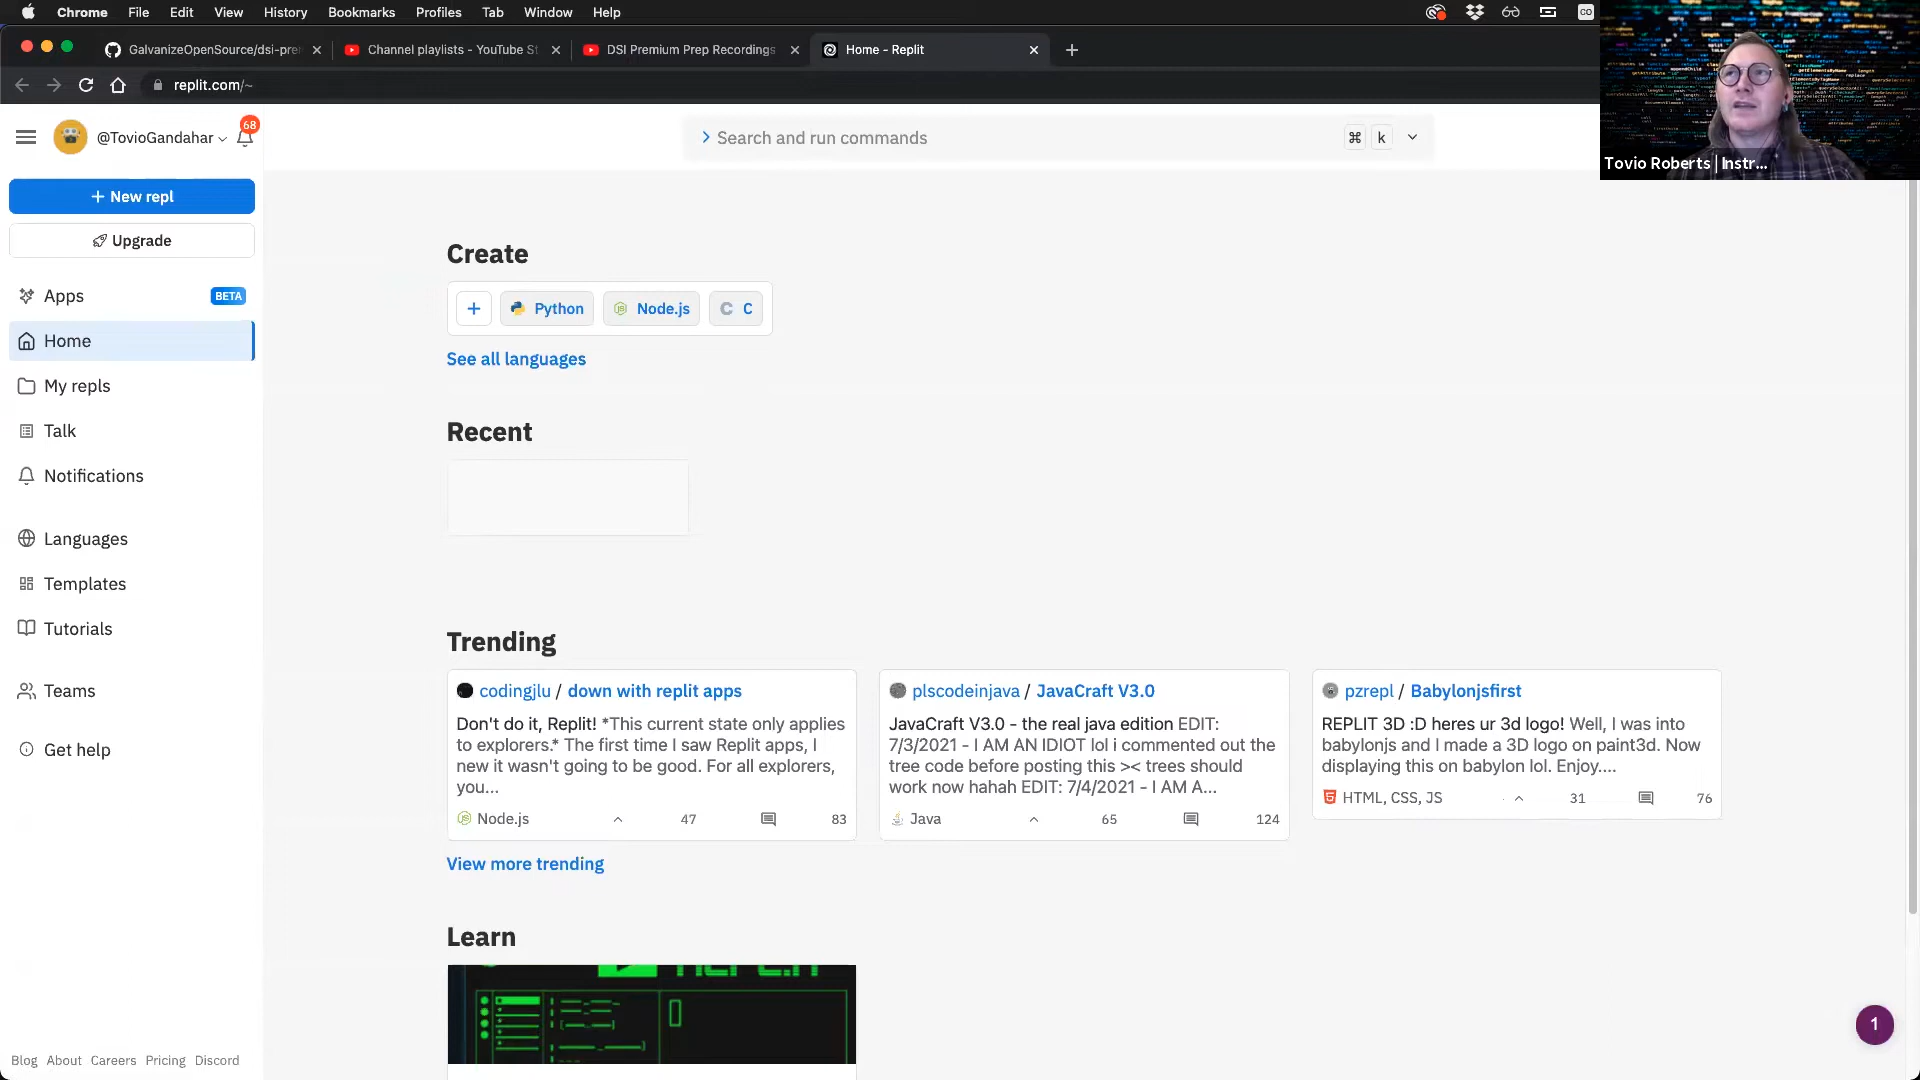 Chrome File Edit View History Bookmarks Profiles Tab Window Help
GalvanizeOpenSource/dsi-prem
Channel playlists - YouTube St
DSI Premium Prep Recordings
Home - Replit
replit.com/~
@TovioGandahar
68
Search and run commands
⌘ k
Tovio Roberts | Instr...
+ New repl
Upgrade
Apps BETA
Home
My repls
Talk
Notifications
Languages
Templates
Tutorials
Teams
Get help
Blog About Careers Pricing Discord
Create
+ Python Node.js C
See all languages
Recent
Trending
codingjlu / down with replit apps
Don't do it, Replit! *This current state only applies
to explorers.* The first time I saw Replit apps, I
new it wasn't going to be good. For all explorers,
you...
Node.js 47 83
plscodeinjava / JavaCraft V3.0
JavaCraft V3.0 - the real java edition EDIT:
7/3/2021 - I AM AN IDIOT lol i commented out the
tree code before posting this >< trees should
work now hahah EDIT: 7/4/2021 - I AM A...
Java 65 124
pzrepl / Babylonjsfirst
REPLIT 3D :D heres ur 3d logo! Well, I was into
babylonjs and I made a 3D logo on paint3d. Now
displaying this on babylon lol. Enjoy....
HTML, CSS, JS 31 76
View more trending
Learn
1